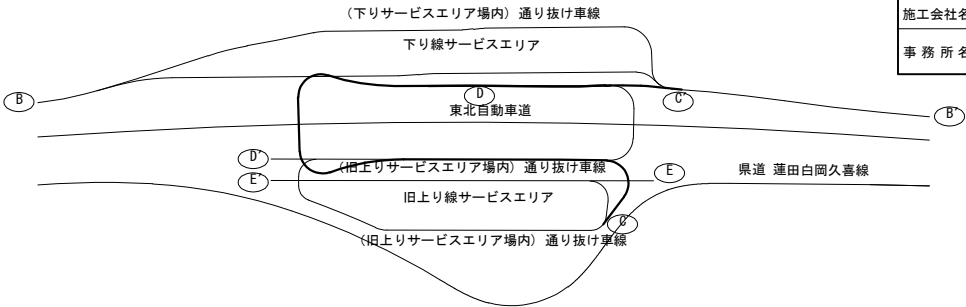 (下りサービスエリア場内) 通り抜け車線
施工会社名
下り線サービスエリア
事務所名
B
D
C'
東北自動車道
B'
D'
(旧上りサービスエリア場内) 通り抜け車線
E
県道 蓮田白岡久喜線
E'
旧上り線サービスエリア
C
(旧上りサービスエリア場内) 通り抜け車線